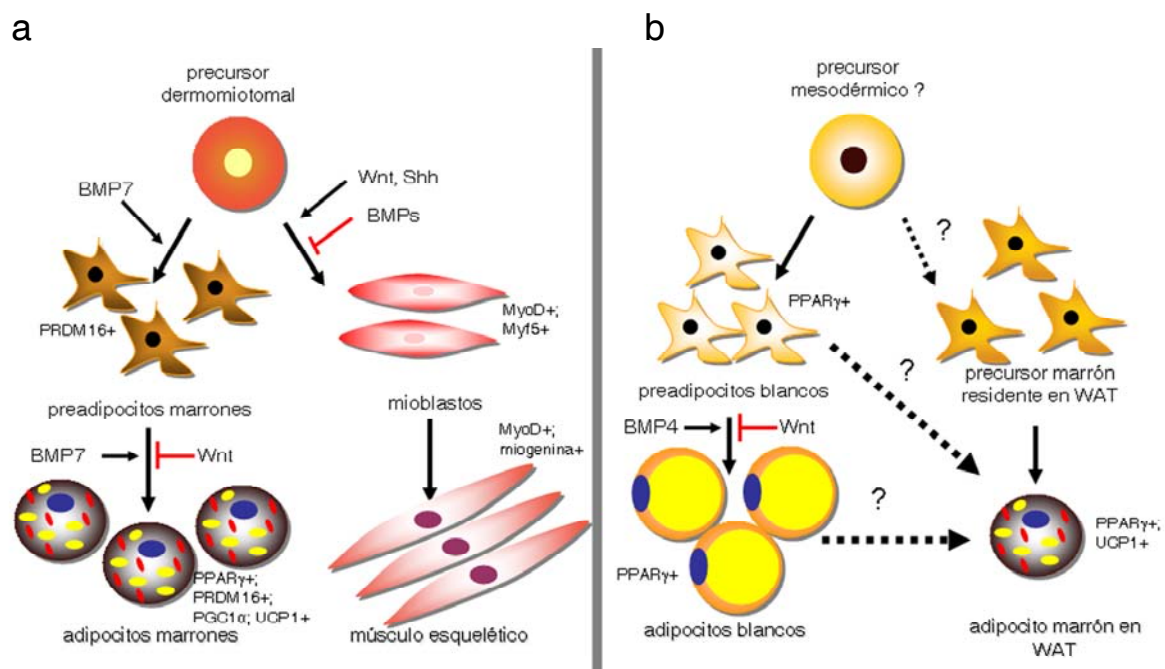 a
precursor
dermomiotomal
BMP7
Wnt, Shh
BMPs
PRDM16+
MyoD+;
Myf5+
preadipocitos marrones
mioblastos
BMP7
Wnt
MyoD+;
miogenina+
PPARγ+;
PRDM16+;
PGC1α; UCP1+
adipocitos marrones
músculo esquelético
b
precursor
mesodérmico ?
?
PPARγ+
?
preadipocitos blancos
precursor marrón
residente en WAT
BMP4
Wnt
?
PPARγ+
PPARγ+;
UCP1+
adipocitos blancos
adipocito marrón en
WAT